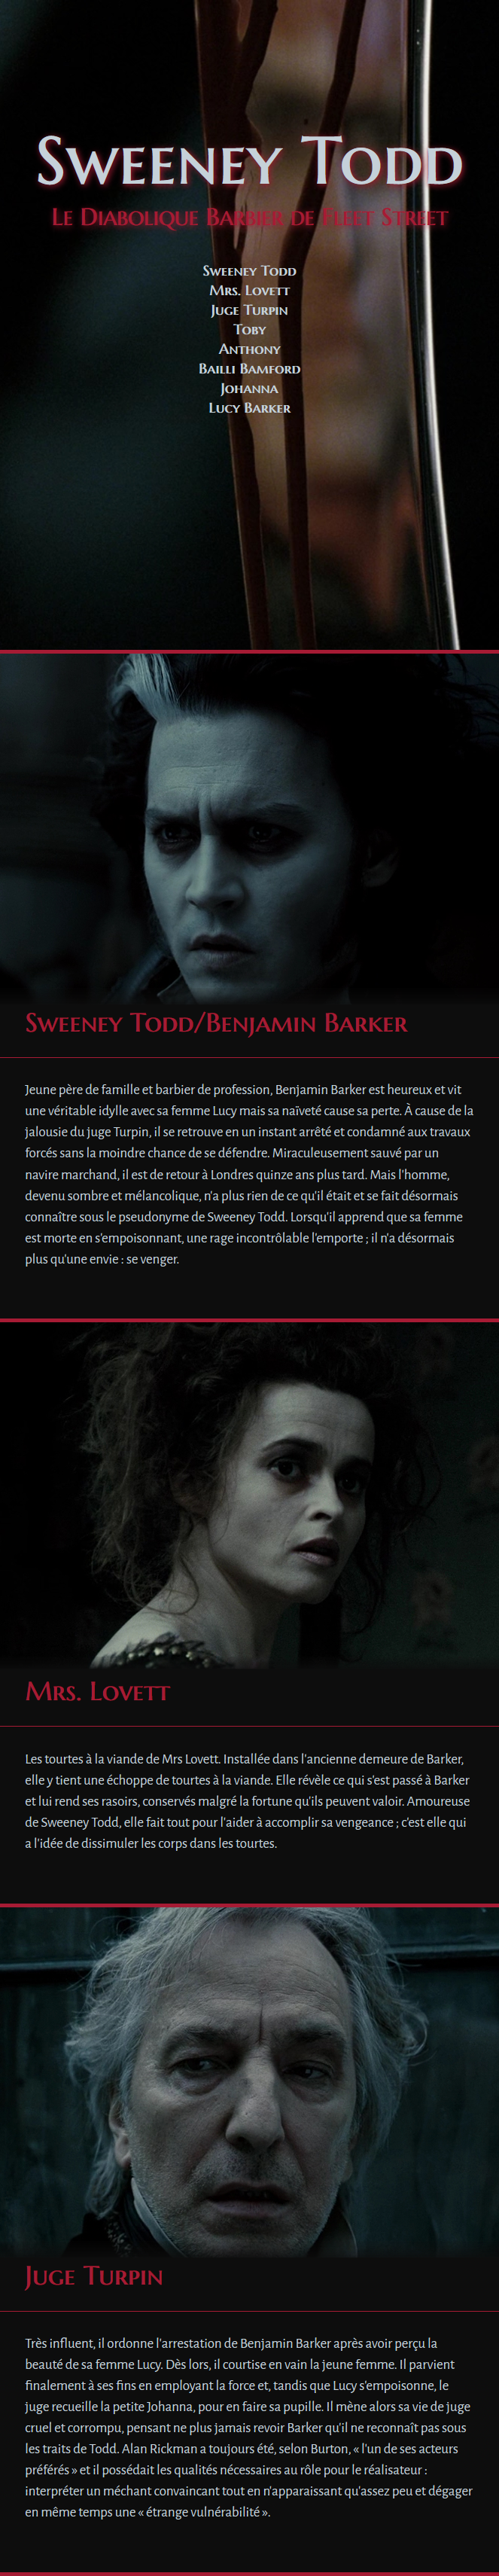 Sweeney Todd
Le Diabolique Barbier de Fleet Street
Sweeney Todd
Mrs. Lovett
Juge Turpin
Toby
Anthony
Bailli Bamford
Johanna
Lucy Barker
Sweeney Todd/Benjamin Barker
Jeune père de famille et barbier de profession, Benjamin Barker est heureux et vit
une véritable idylle avec sa femme Lucy mais sa naïveté cause sa perte. À cause de la
jalousie du juge Turpin, il se retrouve en un instant arrêté et condamné aux travaux
forcés sans la moindre chance de se défendre. Miraculeusement sauvé par un
navire marchand, il est de retour à Londres quinze ans plus tard. Mais l'homme,
devenu sombre et mélancolique, n'a plus rien de ce qu'il était et se fait désormais
connaître sous le pseudonyme de Sweeney Todd. Lorsqu'il apprend que sa femme
est morte en s'empoisonnant, une rage incontrôlable l'emporte ; il n'a désormais
plus qu'une envie : se venger.
Mrs. Lovett
Les tourtes à la viande de Mrs Lovett. Installée dans l'ancienne demeure de Barker,
elle y tient une échoppe de tourtes à la viande. Elle révèle ce qui s'est passé à Barker
et lui rend ses rasoirs, conservés malgré la fortune qu'ils peuvent valoir. Amoureuse
de Sweeney Todd, elle fait tout pour l'aider à accomplir sa vengeance ; c'est elle qui
a l'idée de dissimuler les corps dans les tourtes.
Juge Turpin
Très influent, il ordonne l'arrestation de Benjamin Barker après avoir perçu la
beauté de sa femme Lucy. Dès lors, il courtise en vain la jeune femme. Il parvient
finalement à ses fins en employant la force et, tandis que Lucy s'empoisonne, le
juge recueille la petite Johanna, pour en faire sa pupille. Il mène alors sa vie de juge
cruel et corrompu, pensant ne plus jamais revoir Barker qu'il ne reconnaît pas sous
les traits de Todd. Alan Rickman a toujours été, selon Burton, « l'un de ses acteurs
préférés » et il possédait les qualités nécessaires au rôle pour le réalisateur :
interpréter un méchant convaincant tout en n'apparaissant qu'assez peu et dégager
en même temps une « étrange vulnérabilité ».